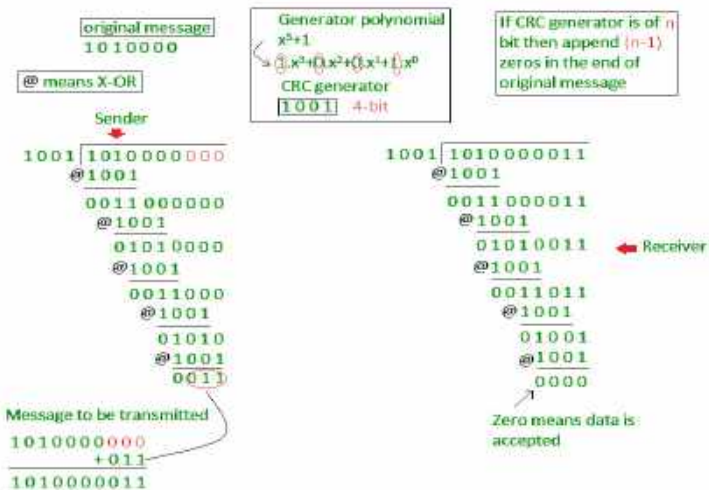 original message
1010000
@ means X-OR
Generator polynomial
x³+1
1.x³+0.x²+0.x¹+1.x⁰
CRC generator
1001 4-bit
If CRC generator is of n
bit then append (n-1)
zeros in the end of
original message
Sender
1001 1010000000
@1001
0011000000
@1001
01010000
@1001
0011000
@1001
01010
@1001
0011
Message to be transmitted
1010000000
+011
1010000011
1001 1010000011
@1001
0011000011
@1001
01010011
@1001
0011011
@1001
01001
@1001
0000
Receiver
Zero means data is
accepted